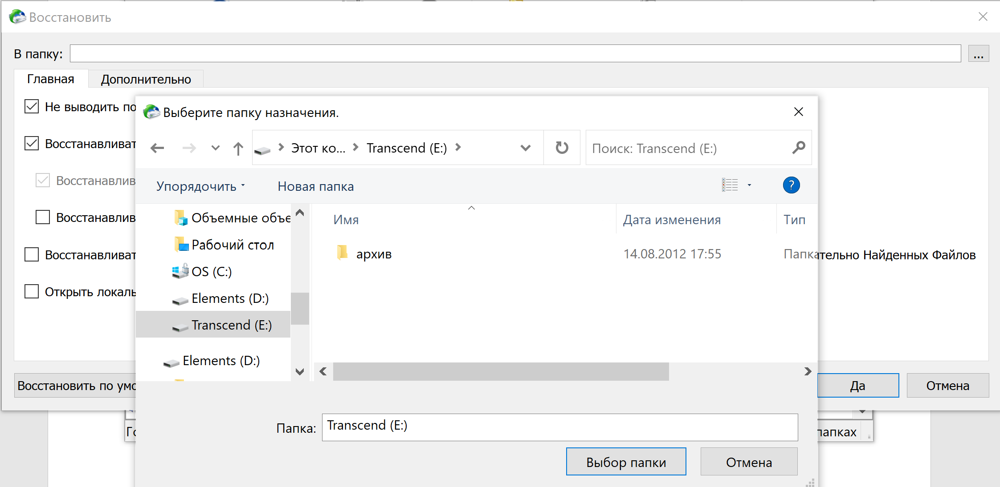 Восстановить
В папку:
...
Главная
Дополнительно
Не выводить по
Восстанавливат
Восстанавлив
Восстанавлив
Восстанавливат
тельно Найденных Файлов
Открыть локаль
Восстановить по умо
Да
Отмена
Выберите папку назначения.
Этот ко...
Transcend (E:)
Поиск: Transcend (E:)
Упорядочить
Новая папка
?
Объемные объе
Рабочий стол
OS (C:)
Elements (D:)
Transcend (E:)
Elements (D:)
Имя
Дата изменения
Тип
архив
14.08.2012 17:55
Папка
Папка:
Transcend (E:)
Выбор папки
Отмена
Го
папках